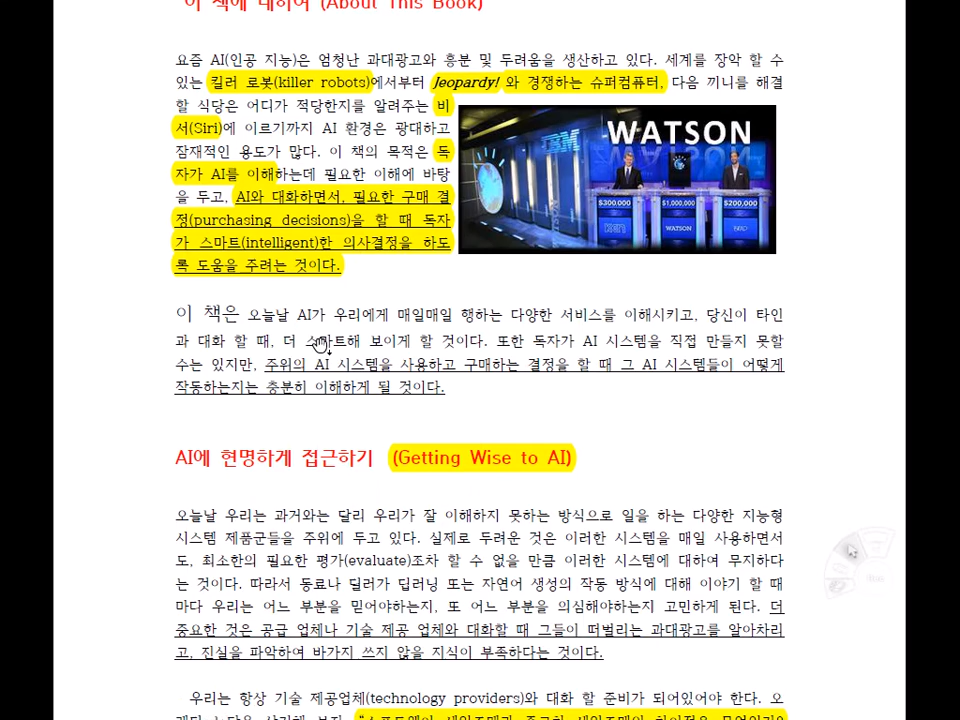 이 책에 대하여 (About This Book)
요즘 AI(인공 지능)은 엄청난 과대광고와 흥분 및 두려움을 생산하고 있다. 세계를 장악 할 수
있는 킬러 로봇(killer robots)에서부터 Jeopardy! 와 경쟁하는 슈퍼컴퓨터, 다음 끼니를 해결
할 식당은 어디가 적당한지를 알려주는 비
서(Siri)에 이르기까지 AI 환경은 광대하고
잠재적인 용도가 많다. 이 책의 목적은 독
자가 AI를 이해하는데 필요한 이해에 바탕
을 두고, AI와 대화하면서, 필요한 구매 결
정(purchasing decisions)을 할 때 독자
가 스마트(intelligent)한 의사결정을 하도
록 도움을 주려는 것이다.
IBM
WATSON
$300,000
$1,000,000
$200,000
WATSON
이 책은 오늘날 AI가 우리에게 매일매일 행하는 다양한 서비스를 이해시키고, 당신이 타인
과 대화 할 때, 더 스마트해 보이게 할 것이다. 또한 독자가 AI 시스템을 직접 만들지 못할
수는 있지만, 주위의 AI 시스템을 사용하고 구매하는 결정을 할 때 그 AI 시스템들이 어떻게
작동하는지는 충분히 이해하게 될 것이다.
AI에 현명하게 접근하기 (Getting Wise to AI)
오늘날 우리는 과거와는 달리 우리가 잘 이해하지 못하는 방식으로 일을 하는 다양한 지능형
시스템 제품군들을 주위에 두고 있다. 실제로 두려운 것은 이러한 시스템을 매일 사용하면서
도, 최소한의 필요한 평가(evaluate)조차 할 수 없을 만큼 이러한 시스템에 대하여 무지하다
는 것이다. 따라서 동료나 딜러가 딥러닝 또는 자연어 생성의 작동 방식에 대해 이야기 할 때
마다 우리는 어느 부분을 믿어야하는지, 또 어느 부분을 의심해야하는지 고민하게 된다. 더
중요한 것은 공급 업체나 기술 제공 업체와 대화할 때 그들이 떠벌리는 과대광고를 알아차리
고, 진실을 파악하여 바가지 쓰지 않을 지식이 부족하다는 것이다.
우리는 항상 기술 제공업체(technology providers)와 대화 할 준비가 되어있어야 한다. 오